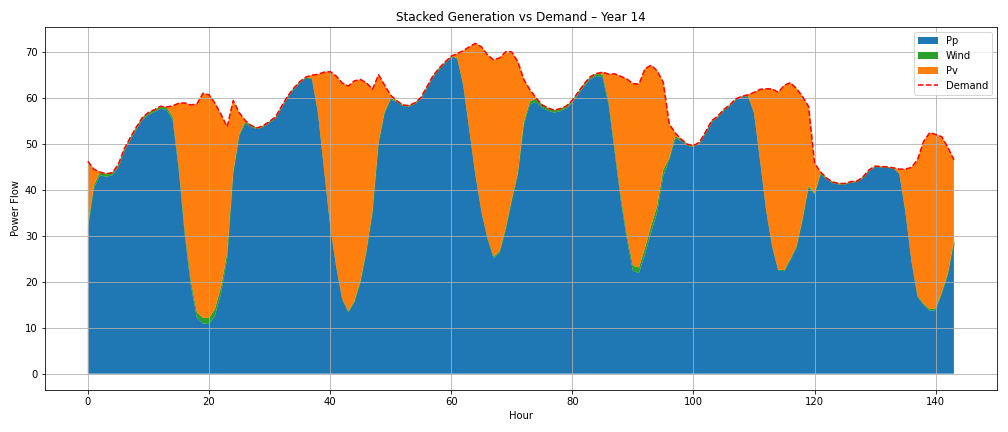 Stacked Generation vs Demand – Year 14
Pp
Wind
Pv
Demand
Power Flow
70
60
50
40
30
20
10
0
0 20 40 60 80 100 120 140
Hour